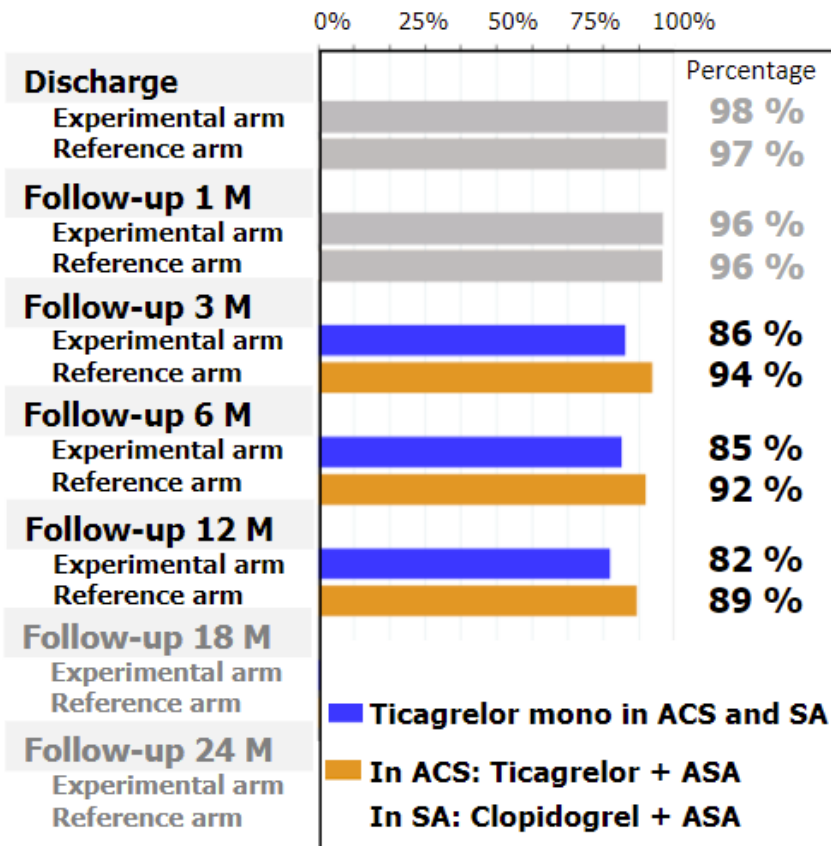 0% 25% 50% 75% 100%
Percentage
Discharge
Experimental arm 98 %
Reference arm 97 %
Follow-up 1 M
Experimental arm 96 %
Reference arm 96 %
Follow-up 3 M
Experimental arm 86 %
Reference arm 94 %
Follow-up 6 M
Experimental arm 85 %
Reference arm 92 %
Follow-up 12 M
Experimental arm 82 %
Reference arm 89 %
Follow-up 18 M
Experimental arm
Reference arm
Follow-up 24 M
Experimental arm
Reference arm
Ticagrelor mono in ACS and SA
In ACS: Ticagrelor + ASA
In SA: Clopidogrel + ASA